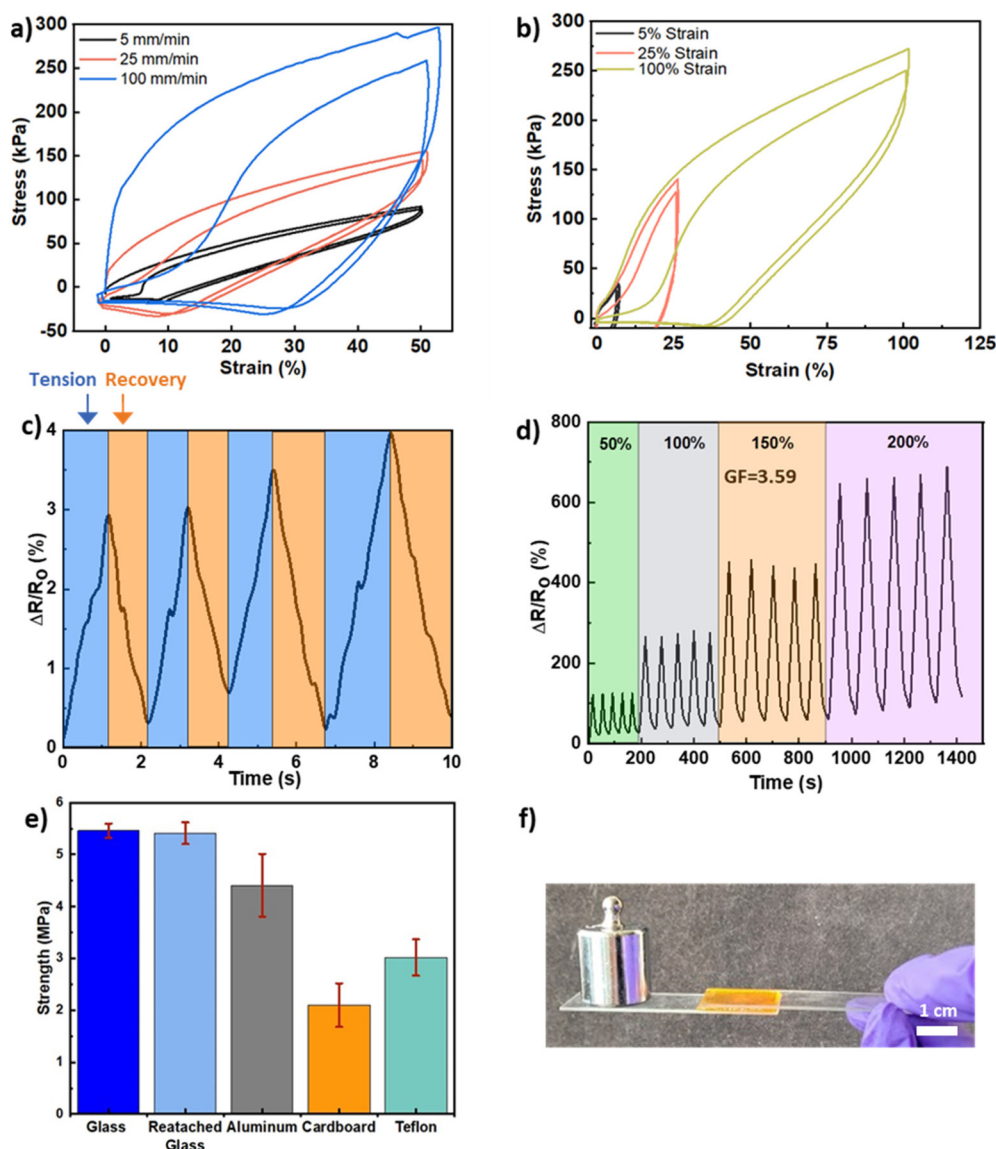 a)
5 mm/min
25 mm/min
100 mm/min
Stress (kPa)
300
250
200
150
100
50
0
-50
0 10 20 30 40 50
Strain (%)
b)
5% Strain
25% Strain
100% Strain
Stress (kPa)
300
250
200
150
100
50
0
0 25 50 75 100 125
Strain (%)
Tension Recovery
c)
ΔR/Ro (%)
4
3
2
1
0
0 2 4 6 8 10
Time (s)
d)
50% 100% 150% 200%
GF=3.59
ΔR/Ro (%)
800
600
400
200
0
0 200 400 600 800 1000 1200 1400
Time (s)
e)
Strength (MPa)
6
5
4
3
2
1
0
Glass Reatached Aluminum Cardboard Teflon
Glass
f)
1 cm